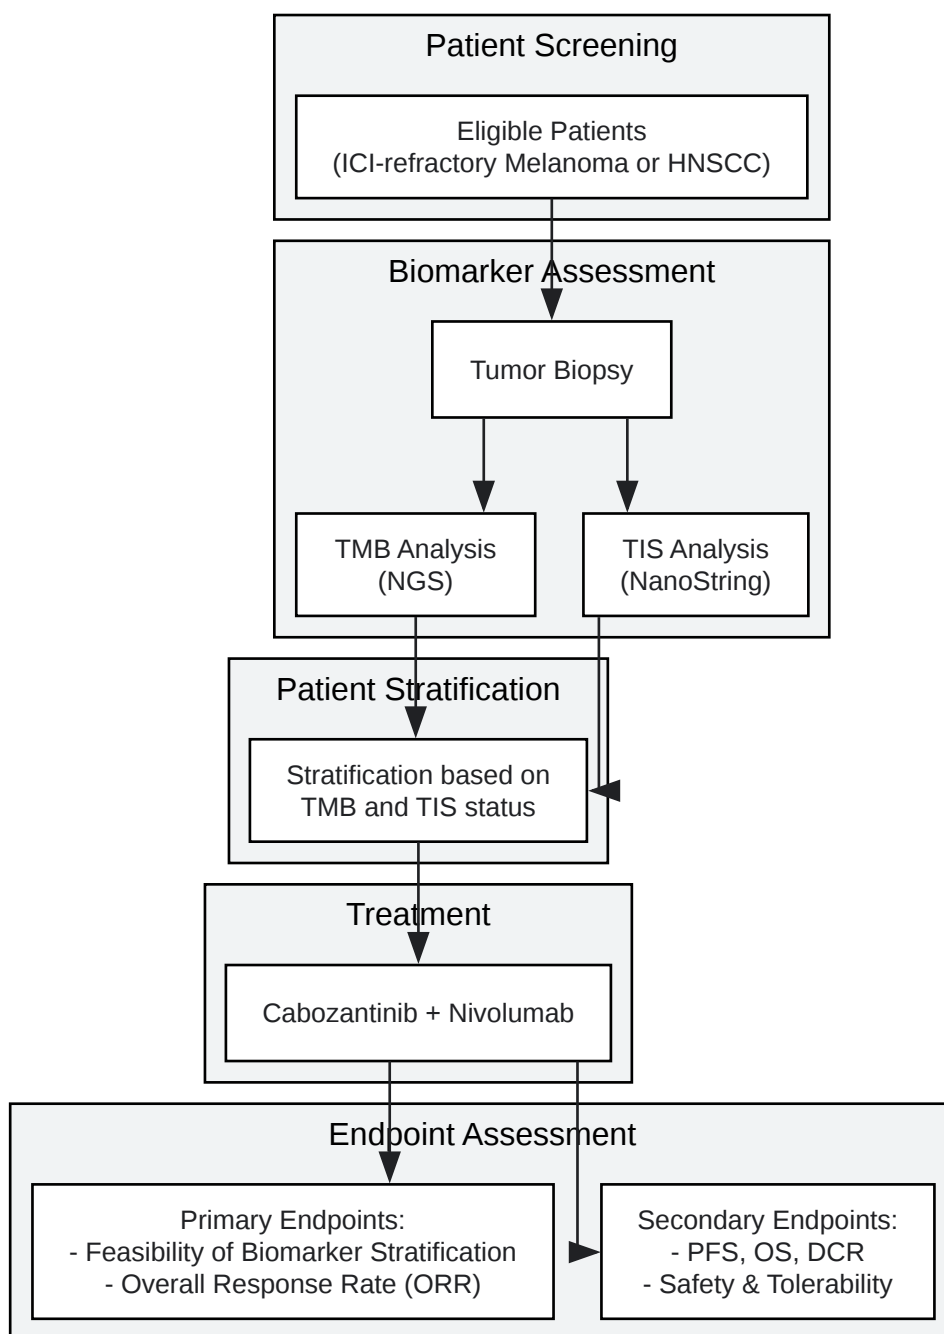 Patient Screening
Eligible Patients
(ICI-refractory Melanoma or HNSCC)
Biomarker Assessment
Tumor Biopsy
TMB Analysis
(NGS)
TIS Analysis
(NanoString)
Patient Stratification
Stratification based on
TMB and TIS status
Treatment
Cabozantinib + Nivolumab
Endpoint Assessment
Primary Endpoints:
- Feasibility of Biomarker Stratification
- Overall Response Rate (ORR)
Secondary Endpoints:
- PFS, OS, DCR
- Safety & Tolerability